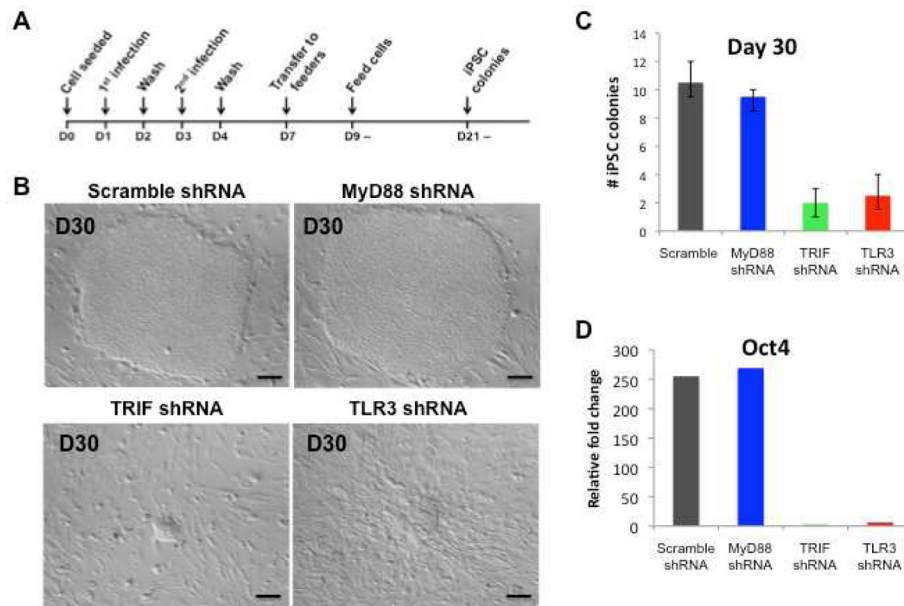 A
Cell seeded
1st infection
Wash
2nd infection
Wash
Transfer to
feeders
Feed cells
iPSC
colonies
D0 D1 D2 D3 D4 D7 D9 – D21 –
B
Scramble shRNA MyD88 shRNA
D30 D30
TRIF shRNA TLR3 shRNA
D30 D30
C
Day 30
# iPSC colonies
14
12
10
8
6
4
2
0
Scramble MyD88 TRIF TLR3
shRNA shRNA shRNA
D
Oct4
Relative fold change
300
250
200
150
100
50
0
Scramble MyD88 TRIF TLR3
shRNA shRNA shRNA shRNA